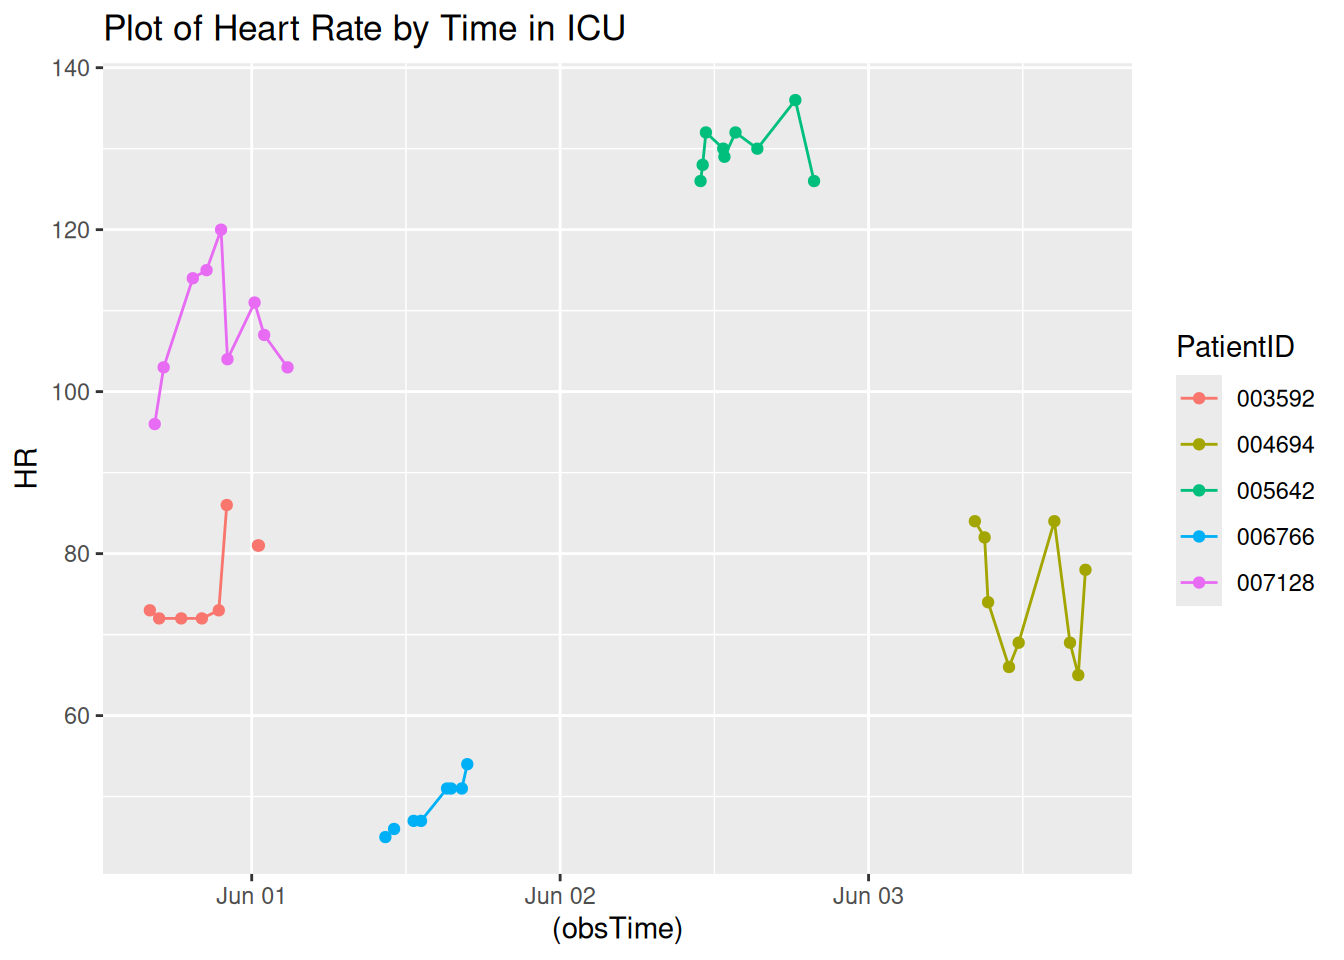 Plot of Heart Rate by Time in ICU
140
120
100
80
60
HR
Jun 01
Jun 02
Jun 03
(obsTime)
PatientID
003592
004694
005642
006766
007128